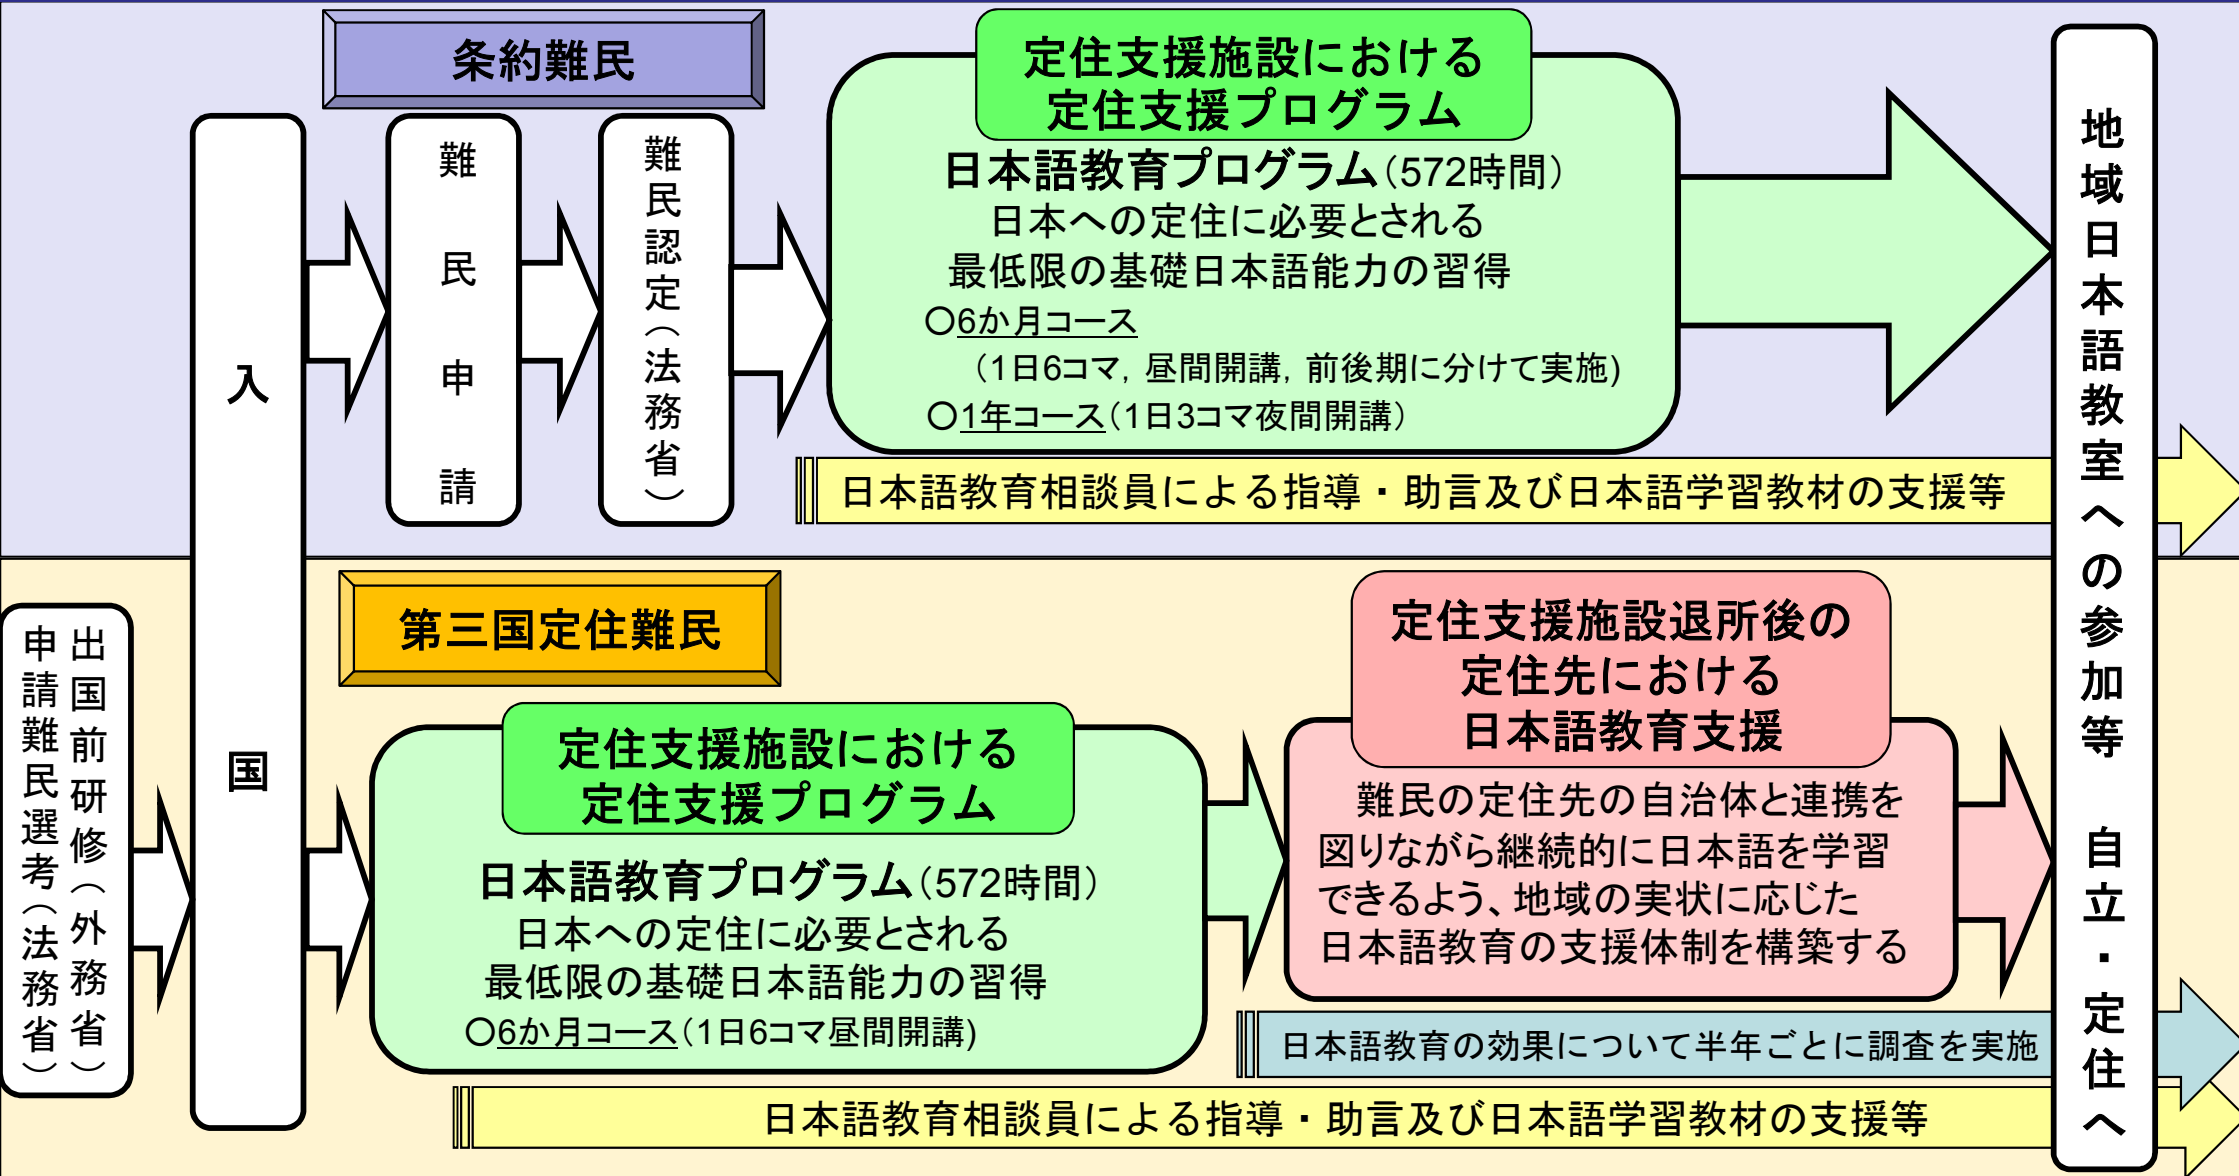 条約難民
入国
難民申請
難民認定（法務省）
定住支援施設における
定住支援プログラム
日本語教育プログラム（572時間）
日本への定住に必要とされる
最低限の基礎日本語能力の習得
○6か月コース
（1日6コマ，昼間開講，前後期に分けて実施)
○1年コース（1日3コマ夜間開講）
日本語教育相談員による指導・助言及び日本語学習教材の支援等
地域日本語教室への参加等　自立・定住へ
第三国定住難民
出国前研修（外務省）
申請難民選考（法務省）
定住支援施設における
定住支援プログラム
日本語教育プログラム（572時間）
日本への定住に必要とされる
最低限の基礎日本語能力の習得
○6か月コース（1日6コマ昼間開講)
定住支援施設退所後の
定住先における
日本語教育支援
難民の定住先の自治体と連携を
図りながら継続的に日本語を学習
できるよう、地域の実状に応じた
日本語教育の支援体制を構築する
日本語教育の効果について半年ごとに調査を実施
日本語教育相談員による指導・助言及び日本語学習教材の支援等